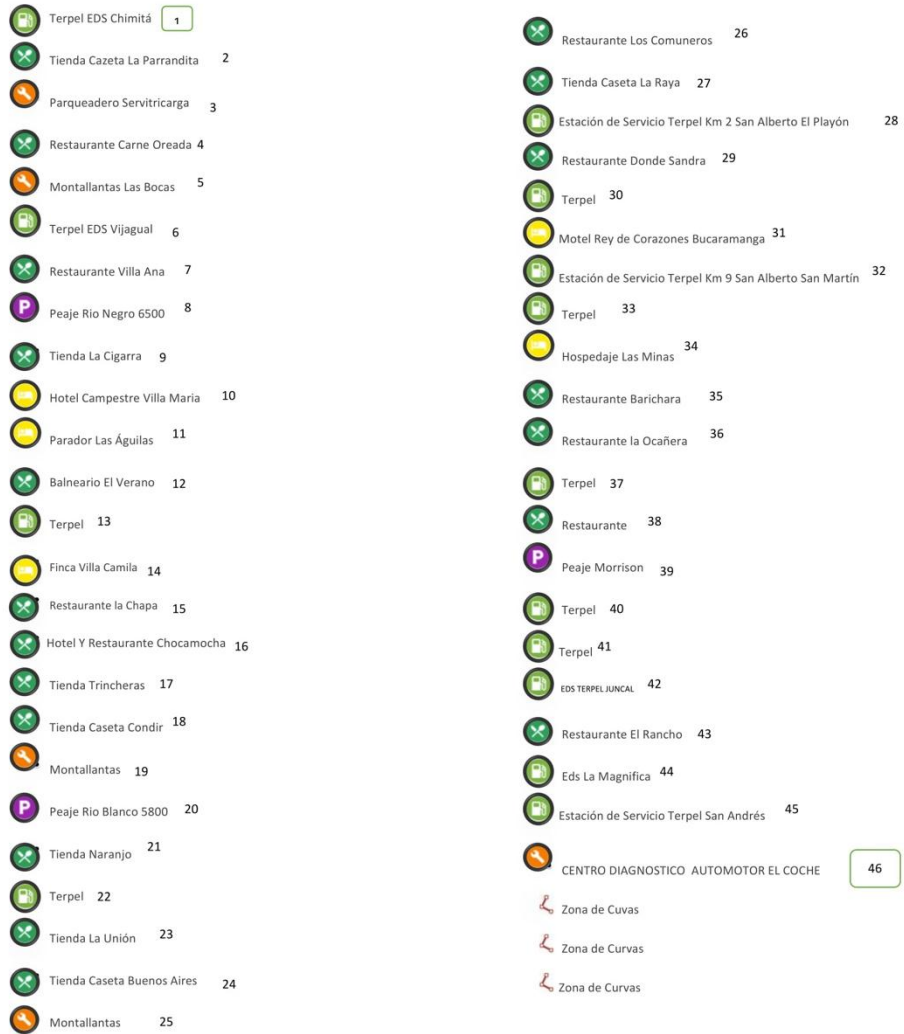 Terpel EDS Chimitá 1
Tienda Cazeta La Parrandita 2
Parqueadero Servitricarga 3
Restaurante Carne Oreada 4
Montallantas Las Bocas 5
Terpel EDS Vijagual 6
Restaurante Villa Ana 7
P Peaje Rio Negro 6500 8
Tienda La Cigarra 9
Hotel Campestre Villa Maria 10
Parador Las Águilas 11
Balneario El Verano 12
Terpel 13
Finca Villa Camila 14
Restaurante la Chapa 15
Hotel Y Restaurante Chocamocha 16
Tienda Trincheras 17
Tienda Caseta Condir 18
Montallantas 19
P Peaje Rio Blanco 5800 20
Tienda Naranjo 21
Terpel 22
Tienda La Unión 23
Tienda Caseta Buenos Aires 24
Montallantas 25
Restaurante Los Comuneros 26
Tienda Caseta La Raya 27
Estación de Servicio Terpel Km 2 San Alberto El Playón 28
Restaurante Donde Sandra 29
Terpel 30
Motel Rey de Corazones Bucaramanga 31
Estación de Servicio Terpel Km 9 San Alberto San Martín 32
Terpel 33
Hospedaje Las Minas 34
Restaurante Barichara 35
Restaurante la Ocañera 36
Terpel 37
Restaurante 38
P Peaje Morrison 39
Terpel 40
Terpel 41
EDS TERPEL JUNCAL 42
Restaurante El Rancho 43
Eds La Magnifica 44
Estación de Servicio Terpel San Andrés 45
CENTRO DIAGNOSTICO AUTOMOTOR EL COCHE 46
Zona de Cuvas
Zona de Curvas
Zona de Curvas